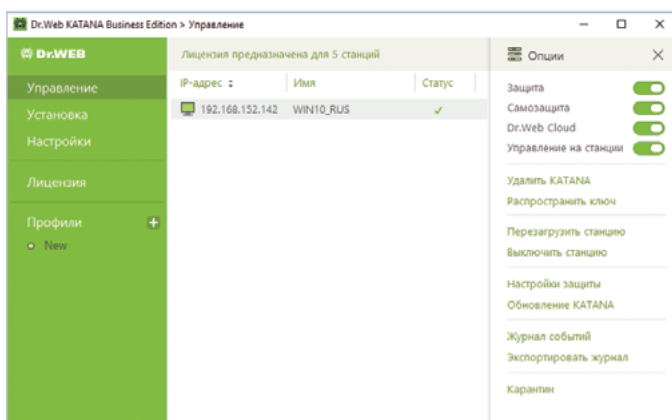 Dr.Web KATANA Business Edition > Управление
Dr.WEB
Управление
Установка
Настройки
Лицензия
Профили
New
Лицензия предназначена для 5 станций
IP-адрес Имя Статус
192.168.152.142 WIN10_RUS
Опции
Защита
Самозащита
Dr.Web Cloud
Управление на станции
Удалить KATANA
Распространить ключ
Перезагрузить станцию
Выключить станцию
Настройки защиты
Обновление KATANA
Журнал событий
Экспортировать журнал
Карантин